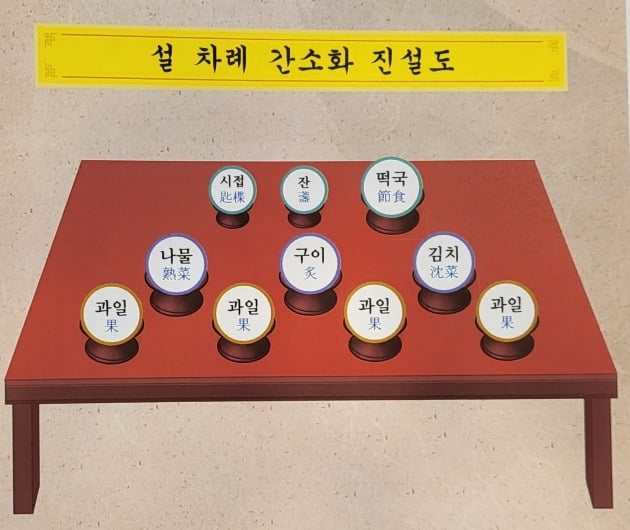 설 차례 간소화 진설도
시접
匙楪
잔
盞
떡국
節食
나물
熟菜
구이
炙
김치
沈菜
과일
果
과일
果
과일
果
과일
果